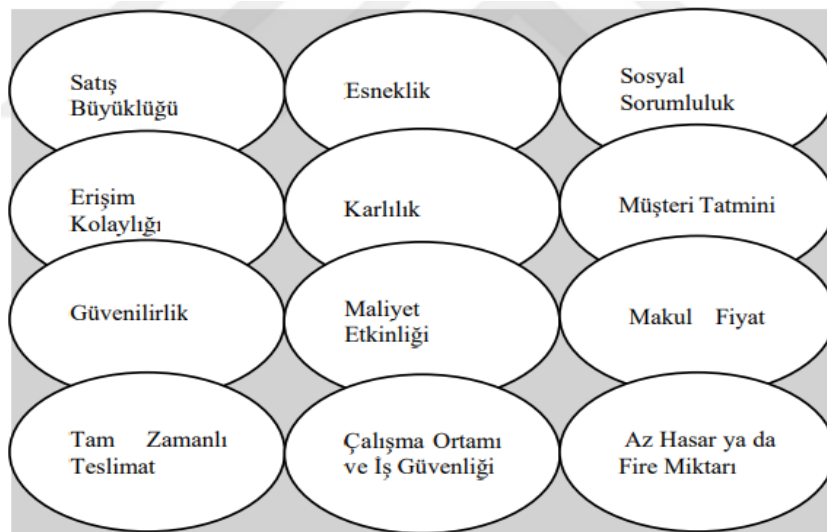 Satış
Büyüklüğü
Esneklik
Sosyal
Sorumluluk
Erişim
Kolaylığı
Karlılık
Müşteri Tatmini
Güvenilirlik
Maliyet
Etkinliği
Makul Fiyat
Tam Zamanlı
Teslimat
Çalışma Ortamı
ve İş Güvenliği
Az Hasar ya da
Fire Miktarı